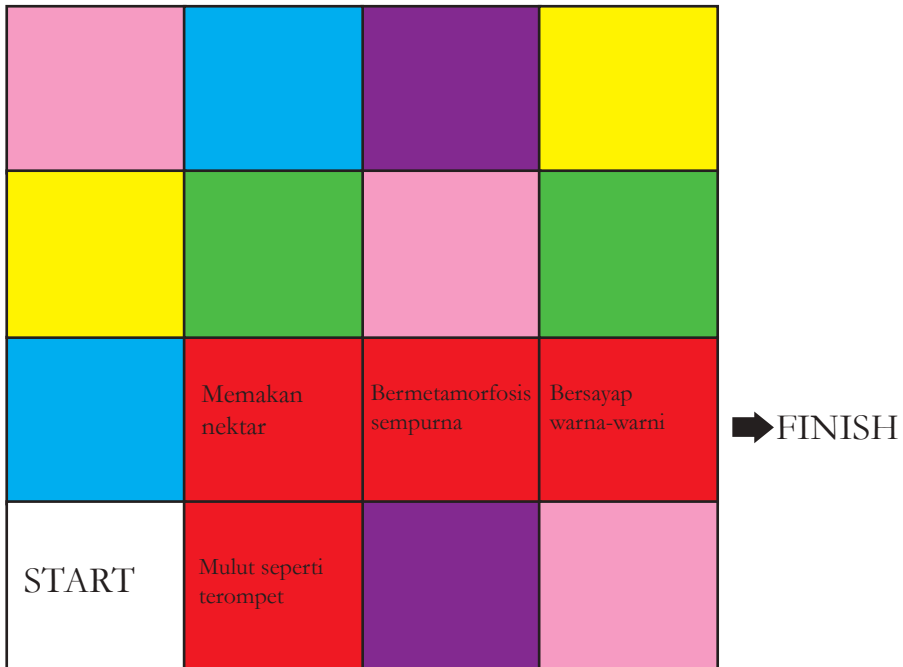 Memakan
nektar
Bermetamorfosis
sempurna
Bersayap
warna-warni
FINISH
START
Mulut seperti
terompet